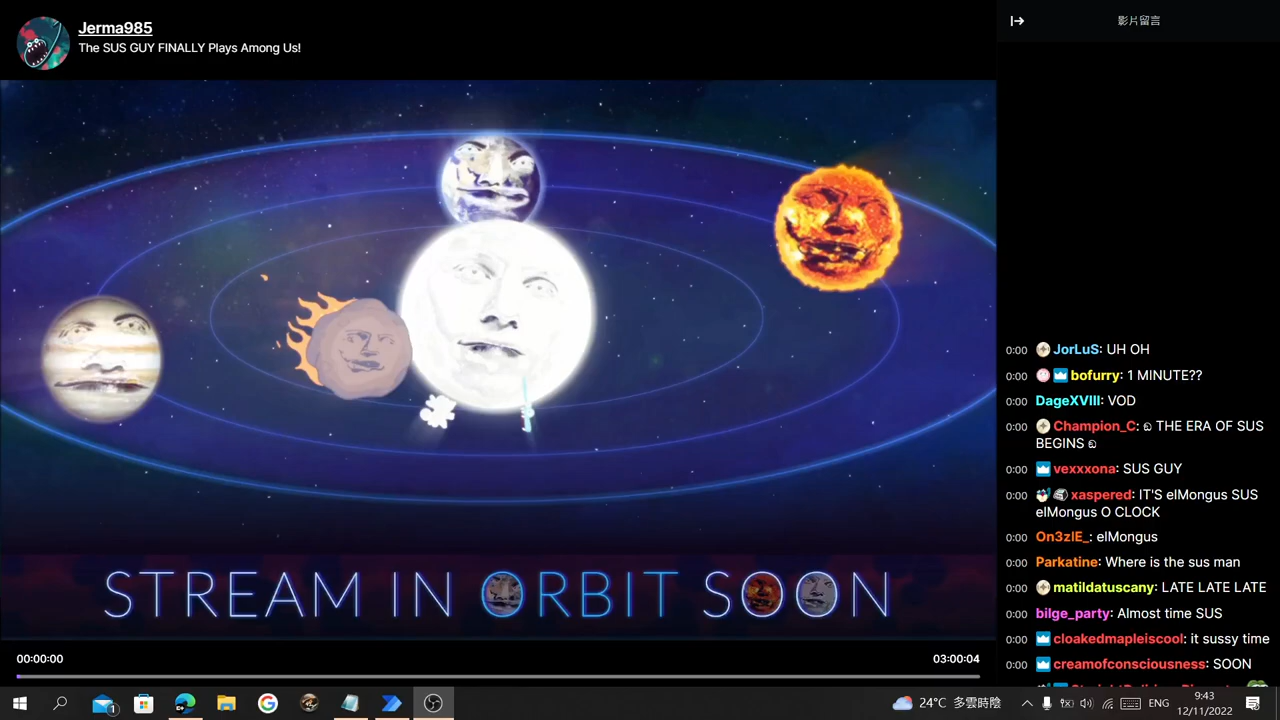 Jerma985
The SUS GUY FINALLY Plays Among Us!
影片留言
STREAM IN ORBIT SOON
0:00 JorLuS: UH OH
0:00 bofurry: 1 MINUTE??
0:00 DageXVIII: VOD
0:00 Champion_C: ඞ THE ERA OF SUS
BEGINS ඞ
0:00 vexxxona: SUS GUY
0:00 xaspered: IT'S elMongus SUS
elMongus O CLOCK
0:00 On3zIE_: elMongus
0:00 Parkatine: Where is the sus man
0:00 matildatuscany: LATE LATE LATE
0:00 bilge_party: Almost time SUS
0:00 cloakedmapleiscool: it sussy time
0:00 creamofconsciousness: SOON
00:00:00
03:00:04
1
24°C 多雲時陰
ENG
9:43
12/11/2022